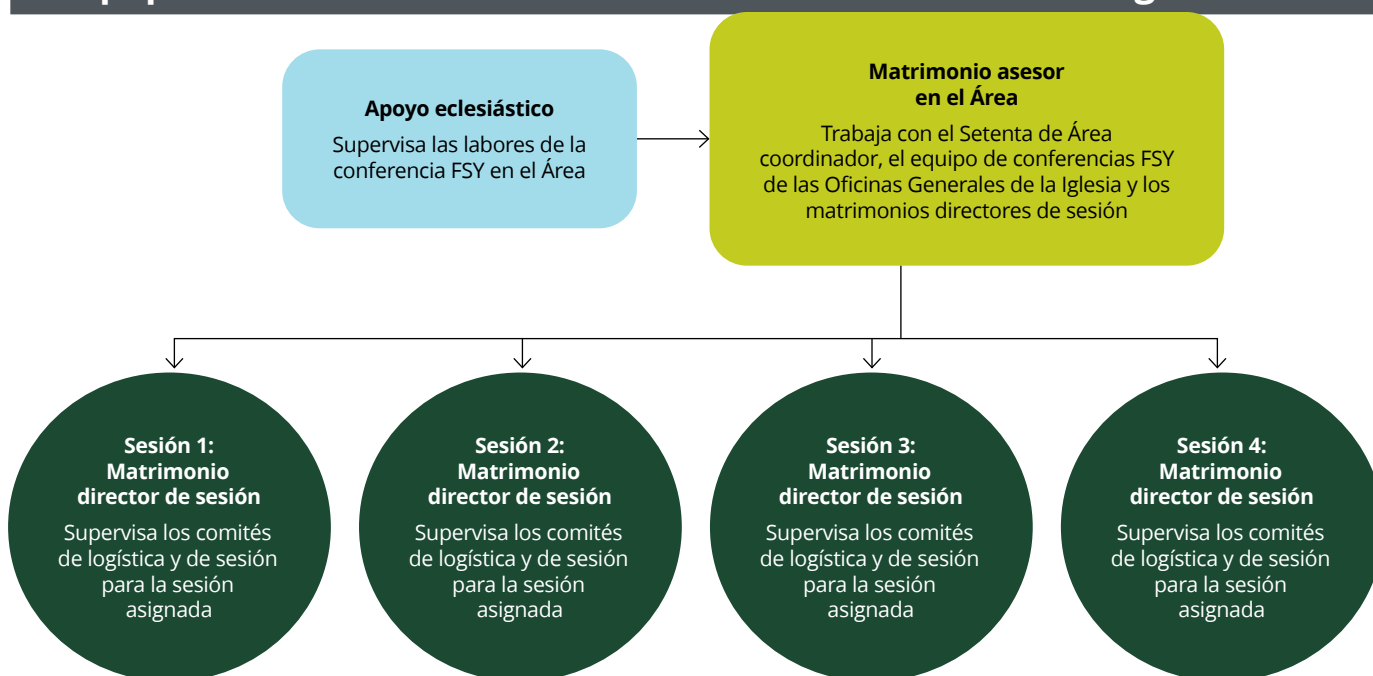 Apoyo eclesiástico
Supervisa las labores de la
conferencia FSY en el Área
Matrimonio asesor
en el Área
Trabaja con el Setenta de Área
coordinador, el equipo de conferencias FSY
de las Oficinas Generales de la Iglesia y los
matrimonios directores de sesión
Sesión 1:
Matrimonio
director de sesión
Supervisa los comités
de logística y de sesión
para la sesión
asignada
Sesión 2:
Matrimonio
director de sesión
Supervisa los comités
de logística y de sesión
para la sesión
asignada
Sesión 3:
Matrimonio
director de sesión
Supervisa los comités
de logística y de sesión
para la sesión
asignada
Sesión 4:
Matrimonio
director de sesión
Supervisa los comités
de logística y de sesión
para la sesión
asignada